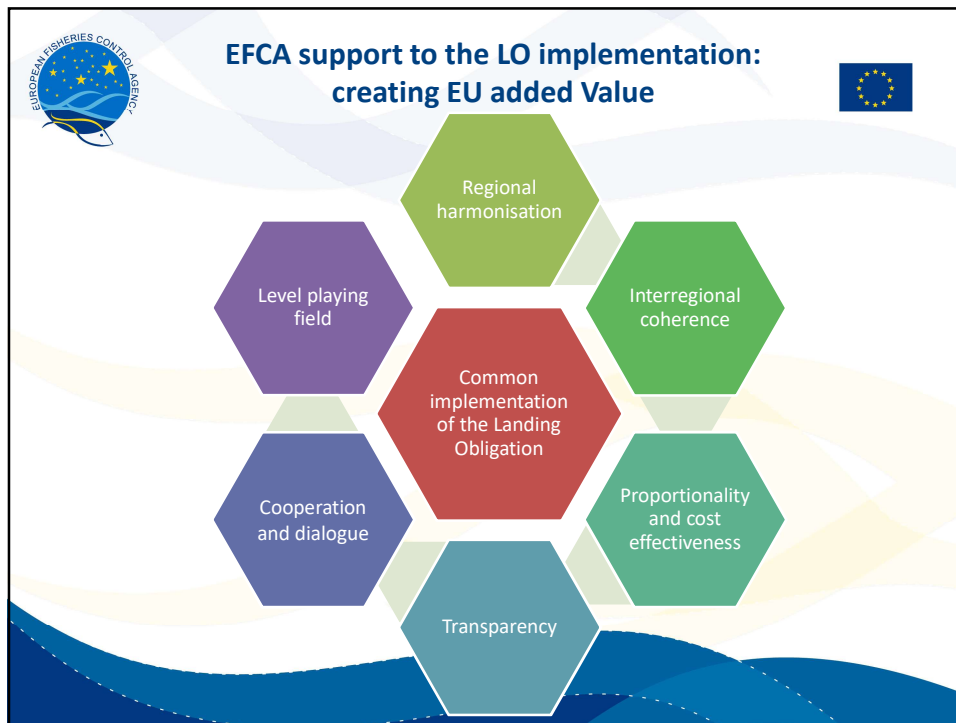 EUROPEAN FISHERIES CONTROL AGENCY
EFCA support to the LO implementation:
creating EU added Value
Regional
harmonisation
Level playing
field
Interregional
coherence
Common
implementation
of the Landing
Obligation
Cooperation
and dialogue
Proportionality
and cost
effectiveness
Transparency